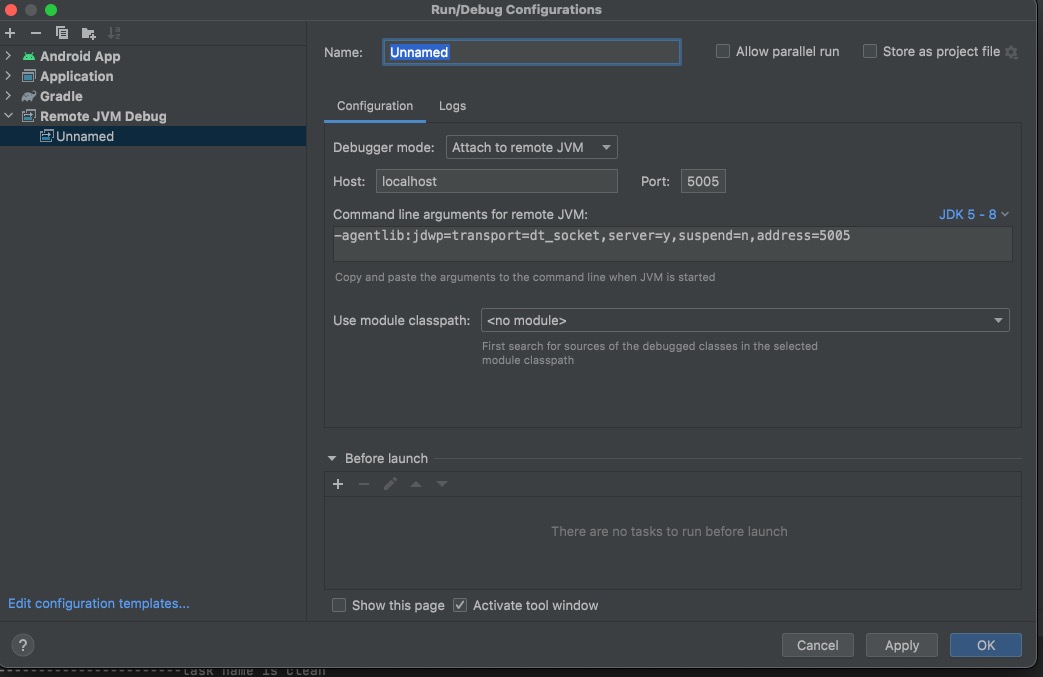 Run/Debug Configurations
Android App
Application
Gradle
Remote JVM Debug
Unnamed
Edit configuration templates...
Name: Unnamed
Allow parallel run
Store as project file
Configuration Logs
Debugger mode: Attach to remote JVM
Host: localhost Port: 5005
Command line arguments for remote JVM: JDK 5 - 8
-agentlib:jdwp=transport=dt_socket,server=y,suspend=n,address=5005
Copy and paste the arguments to the command line when JVM is started
Use module classpath: <no module>
First search for sources of the debugged classes in the selected
module classpath
Before launch
There are no tasks to run before launch
Show this page Activate tool window
? Cancel Apply OK
task name is clean